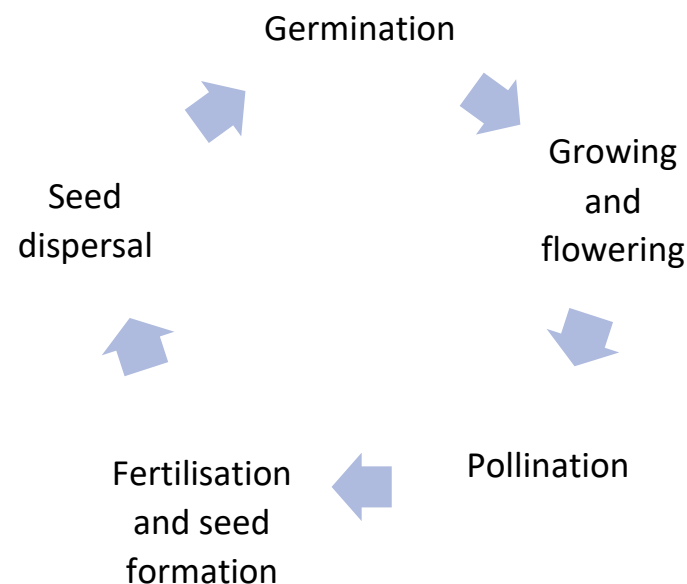 Germination
Growing
and
flowering
Pollination
Fertilisation
and seed
formation
Seed
dispersal